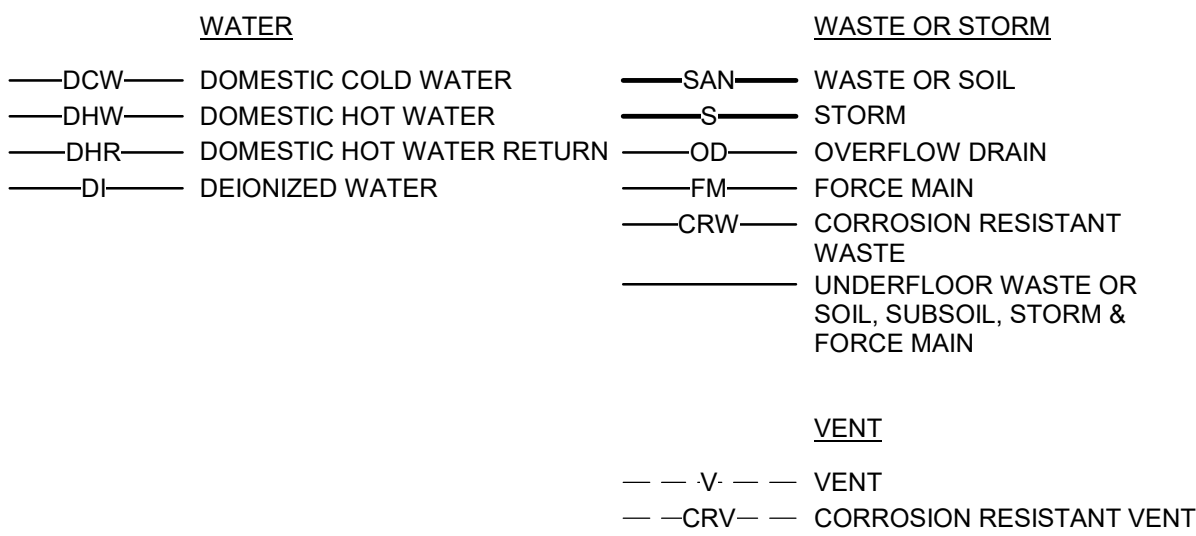 WATER
DCW DOMESTIC COLD WATER
DHW DOMESTIC HOT WATER
DHR DOMESTIC HOT WATER RETURN
DI DEIONIZED WATER
WASTE OR STORM
SAN WASTE OR SOIL
S STORM
OD OVERFLOW DRAIN
FM FORCE MAIN
CRW CORROSION RESISTANT
WASTE
UNDERFLOOR WASTE OR
SOIL, SUBSOIL, STORM &
FORCE MAIN
VENT
V VENT
CRV CORROSION RESISTANT VENT